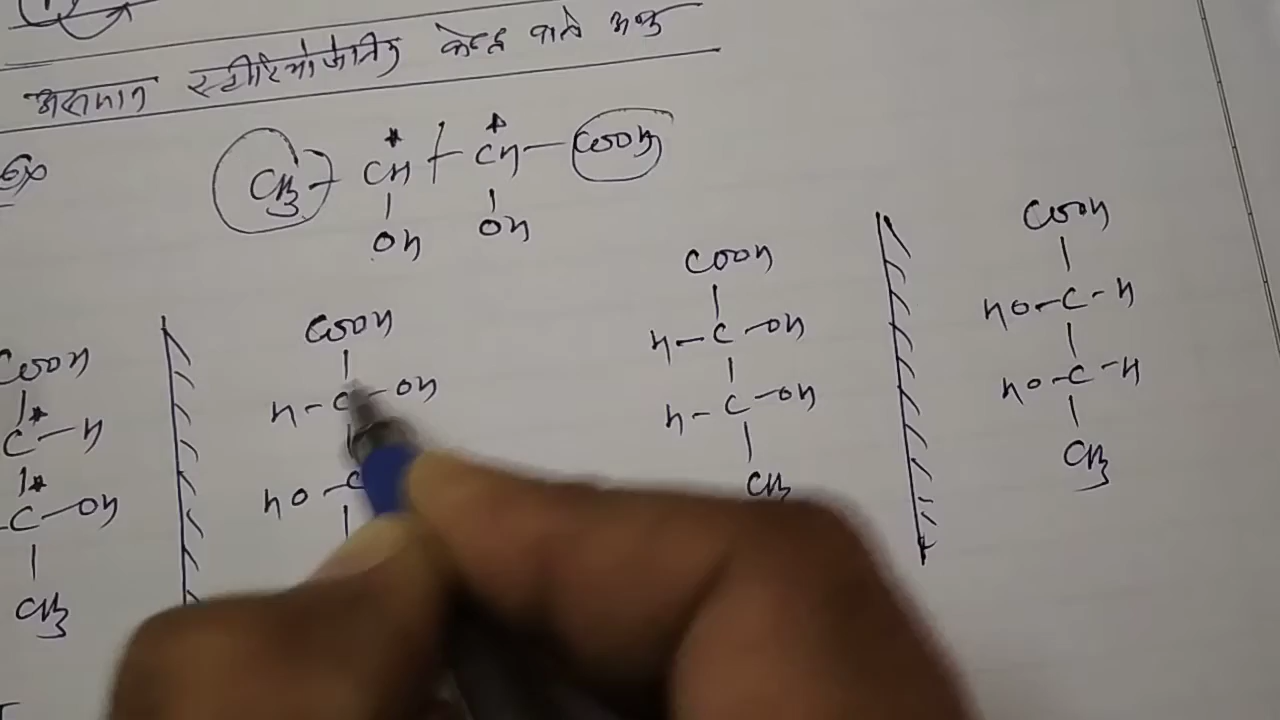 असमान स्टीरियोजेनिक केन्द्र वाले अणु
Ex
CH3 - CH* - CH* - COOH
OH OH
COOH
C* - H
C* - OH
CH3
COOH
H - C - OH
HO - C
COOH
H - C - OH
H - C - OH
CH3
COOH
HO - C - H
HO - C - H
CH3